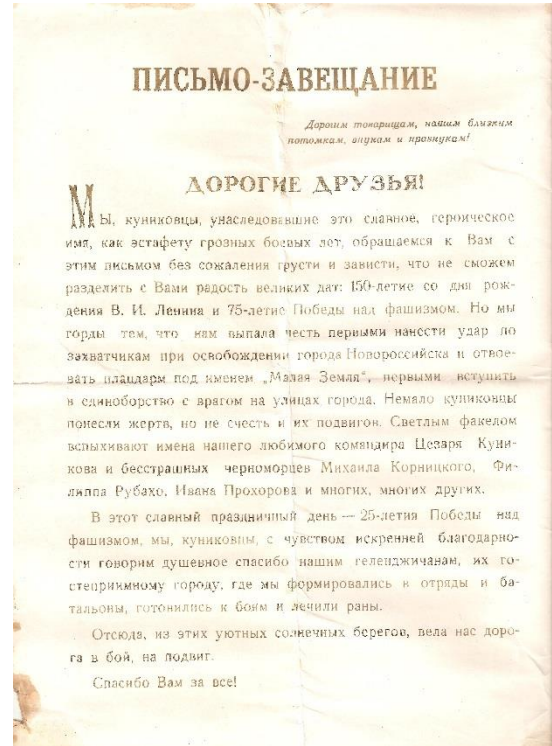 ПИСЬМО-ЗАВЕЩАНИЕ
Дорогим товарищам, нашим близким
потомкам, внукам и правнукам!
ДОРОГИЕ ДРУЗЬЯ!
Мы, куниковцы, унаследовавшие это славное, героическое
имя, как эстафету грозных боевых лет, обращаемся к Вам с
этим письмом без сожаления грусти и зависти, что не сможем
разделить с Вами радость великих дат: 150-летие со дня рож-
дения В. И. Ленина и 75-летие Победы над фашизмом. Но мы
горды тем, что нам выпала честь первыми нанести удар по
захватчикам при освобождении города Новороссийска и отвое-
вать плацдарм под именем „Малая Земля“, первыми вступить
в единоборство с врагом на улицах города. Немало куниковцы
понесли жертв, но не счесть и их подвигов. Светлым факелом
вспыхивают имена нашего любимого командира Цезаря Куни-
кова и бесстрашных черноморцев Михаила Корницкого, Фи-
липпа Рубахо, Ивана Прохорова и многих, многих других.
В этот славный праздничный день — 25-летия Победы над
фашизмом, мы, куниковцы, с чувством искренней благодарно-
сти говорим душевное спасибо нашим геленджичанам, их го-
степриимному городу, где мы формировались в отряды и ба-
тальоны, готовились к боям и лечили раны.
Отсюда, из этих уютных солнечных берегов, вела нас доро-
га в бой, на подвиг.
Спасибо Вам за все!